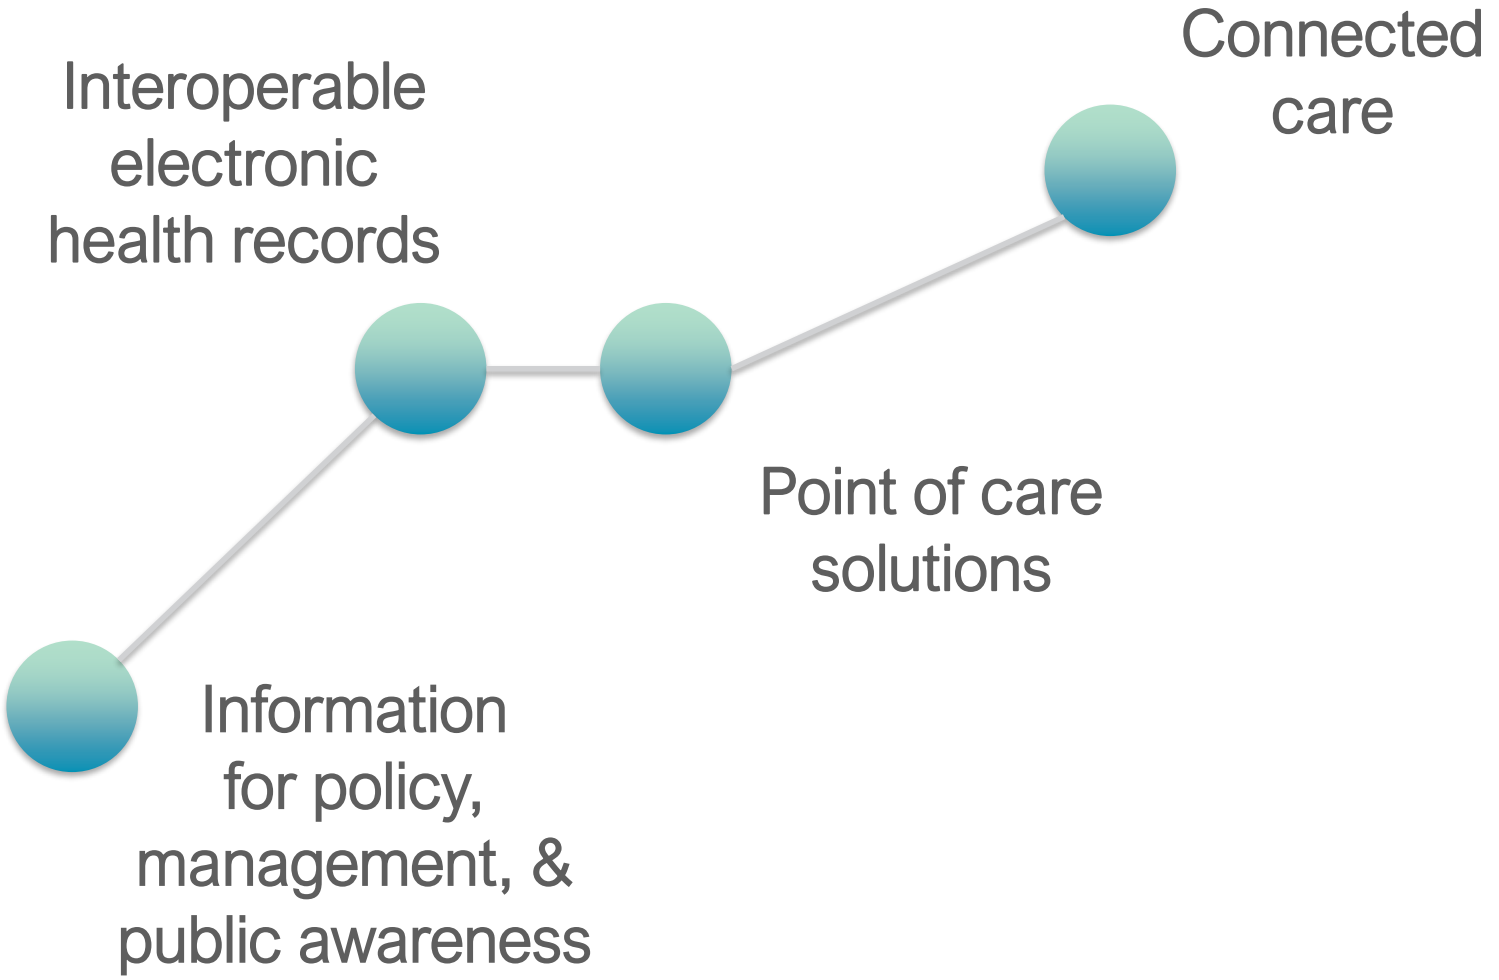 Connected
care
Interoperable
electronic
health records
Point of care
solutions
Information
for policy,
management, &
public awareness